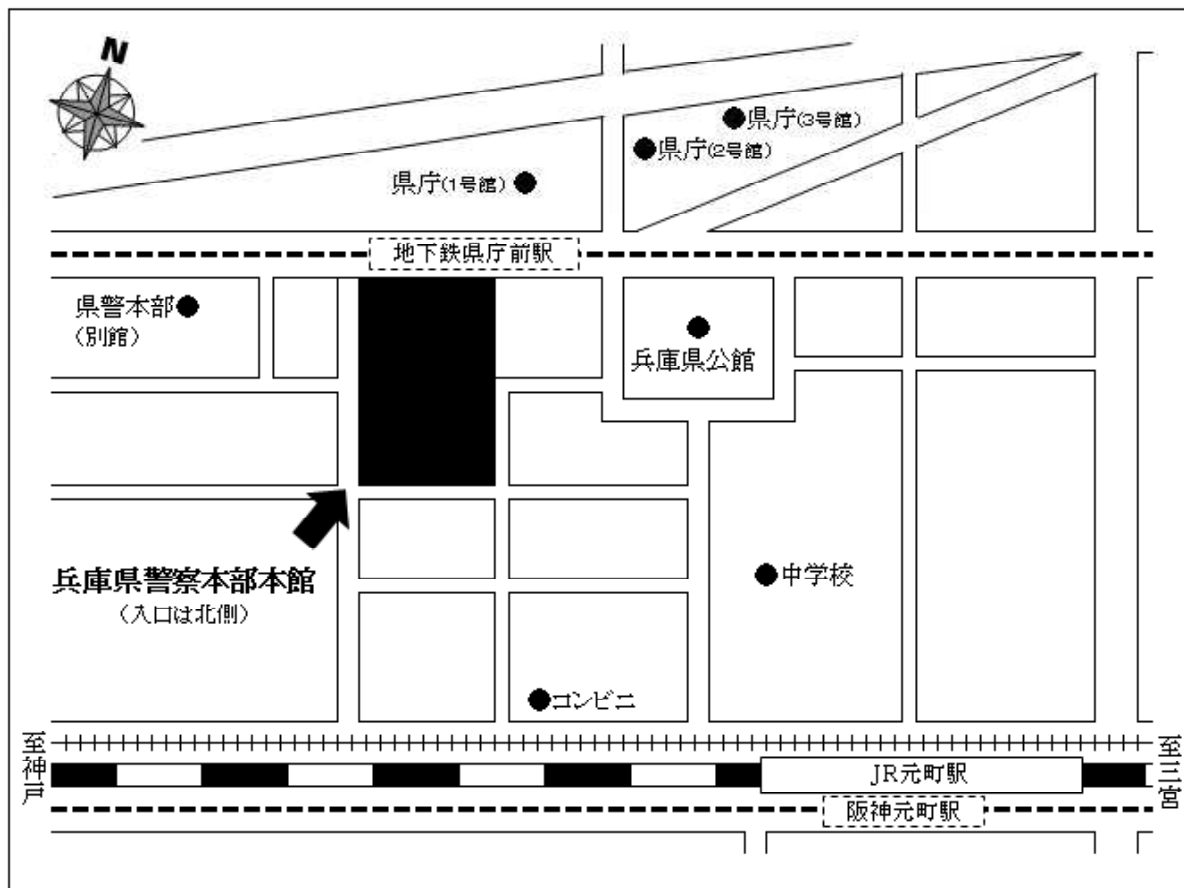 N
県庁(3号館)
県庁(2号館)
県庁(1号館)
地下鉄県庁前駅
県警本部
(別館)
兵庫県公館
兵庫県警察本部本館
(入口は北側)
中学校
コンビニ
至神戸
至三宮
JR元町駅
阪神元町駅